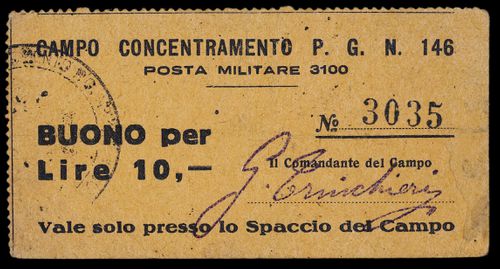 CAMPO CONCENTRAMENTO P. G. N. 146
POSTA MILITARE 3100
No 3035
BUONO per
Lire 10,—
Il Comandante del Campo
Vale solo presso lo Spaccio del Campo